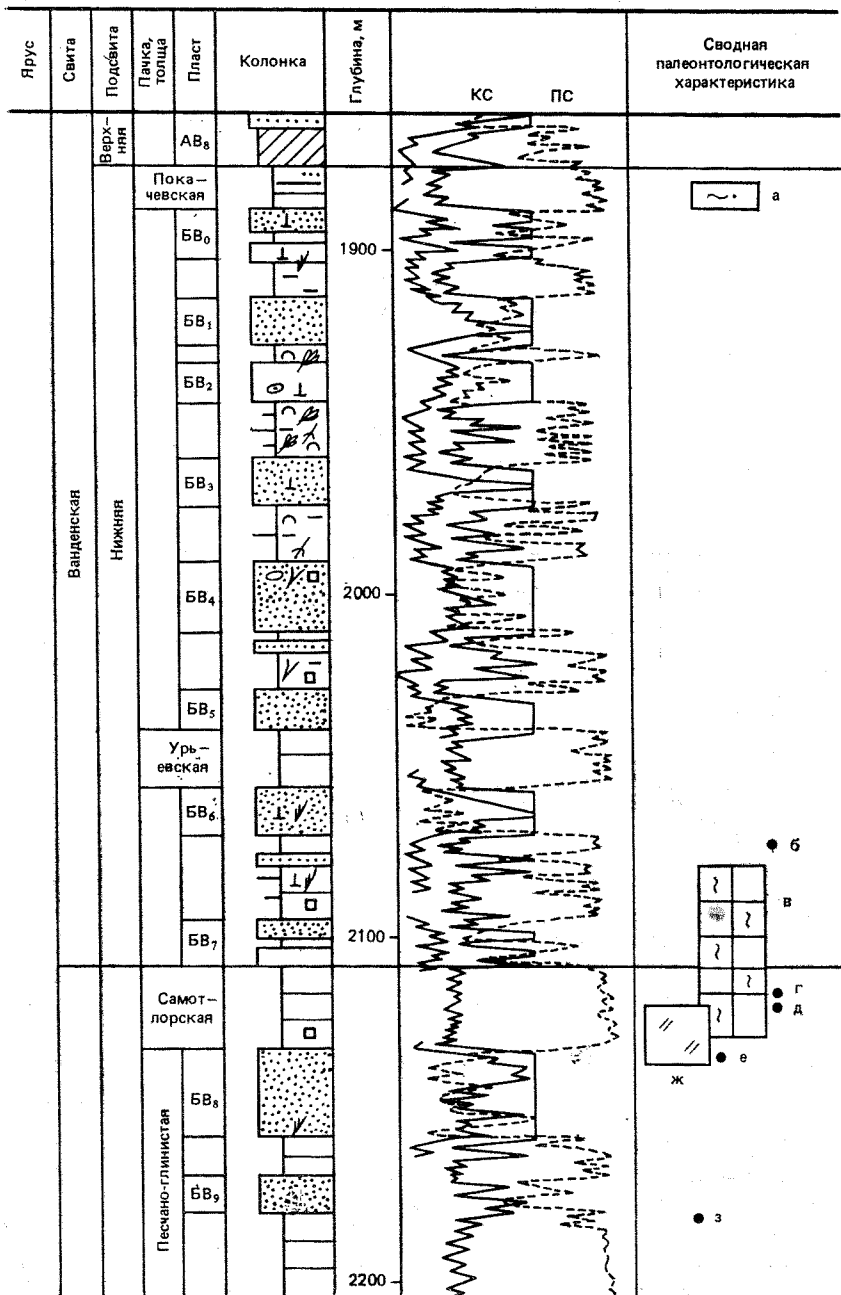 Ярус
Свита
Подсвита
Пачка,
толща
Пласт
Колонка
Глубина, м
КС
ПС
Сводная
палеонтологическая
характеристика
Верх-
няя
АВ₈
Пока-
чевская
а
БВ₀
1900
БВ₁
БВ₂
БВ₃
Ванденская
Нижняя
БВ₄
2000
БВ₅
Урь-
евская
БВ₆
б
в
БВ₇
2100
Самот-
лорская
г
д
е
ж
БВ₈
Песчано-глинистая
БВ₉
з
2200